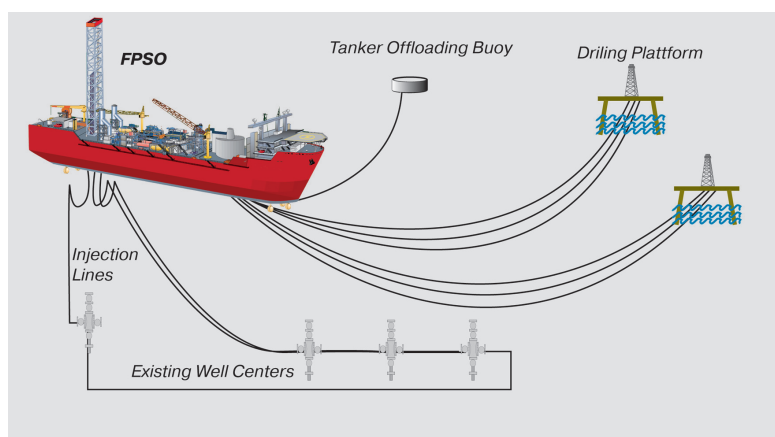 FPSO
Tanker Offloading Buoy
Driling Plattform
Injection
Lines
Existing Well Centers